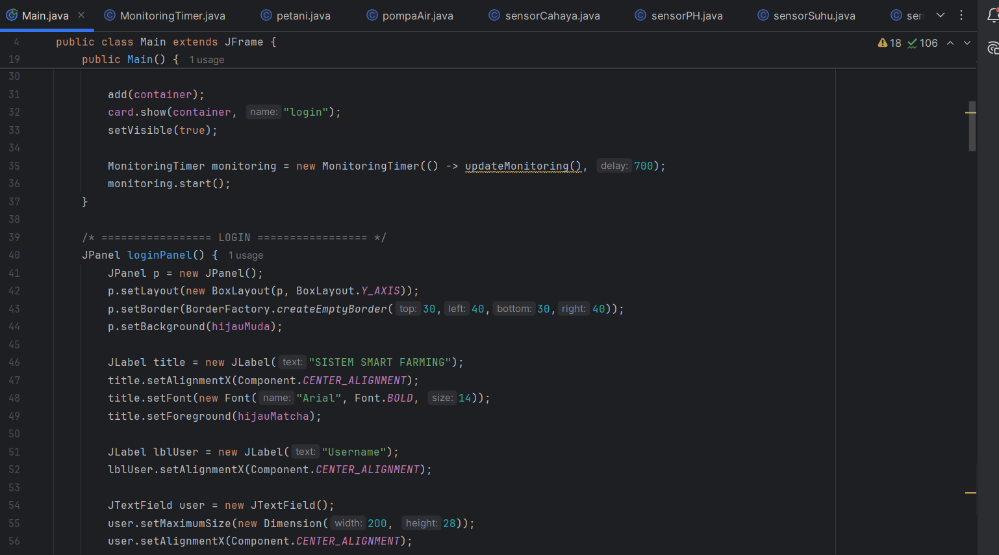 Main.java MonitoringTimer.java petani.java pompaAir.java sensorCahaya.java sensorPH.java sensorSuhu.java sen
4 public class Main extends JFrame {
18 106
19 public Main() { 1 usage
30
31 add(container);
32 card.show(container, name: "login");
33 setVisible(true);
34
35 MonitoringTimer monitoring = new MonitoringTimer(() -> updateMonitoring(), delay: 700);
36 monitoring.start();
37 }
38
39 /* ================= LOGIN ================= */
40 JPanel loginPanel() { 1 usage
41 JPanel p = new JPanel();
42 p.setLayout(new BoxLayout(p, BoxLayout.Y_AXIS));
43 p.setBorder(BorderFactory.createEmptyBorder( top: 30, left: 40, bottom: 30, right: 40));
44 p.setBackground(hijauMuda);
45
46 JLabel title = new JLabel( text: "SISTEM SMART FARMING");
47 title.setAlignmentX(Component.CENTER_ALIGNMENT);
48 title.setFont(new Font( name: "Arial", Font.BOLD, size: 14));
49 title.setForeground(hijauMatcha);
50
51 JLabel lblUser = new JLabel( text: "Username");
52 lblUser.setAlignmentX(Component.CENTER_ALIGNMENT);
53
54 JTextField user = new JTextField();
55 user.setMaximumSize(new Dimension( width: 200, height: 28));
56 user.setAlignmentX(Component.CENTER_ALIGNMENT);